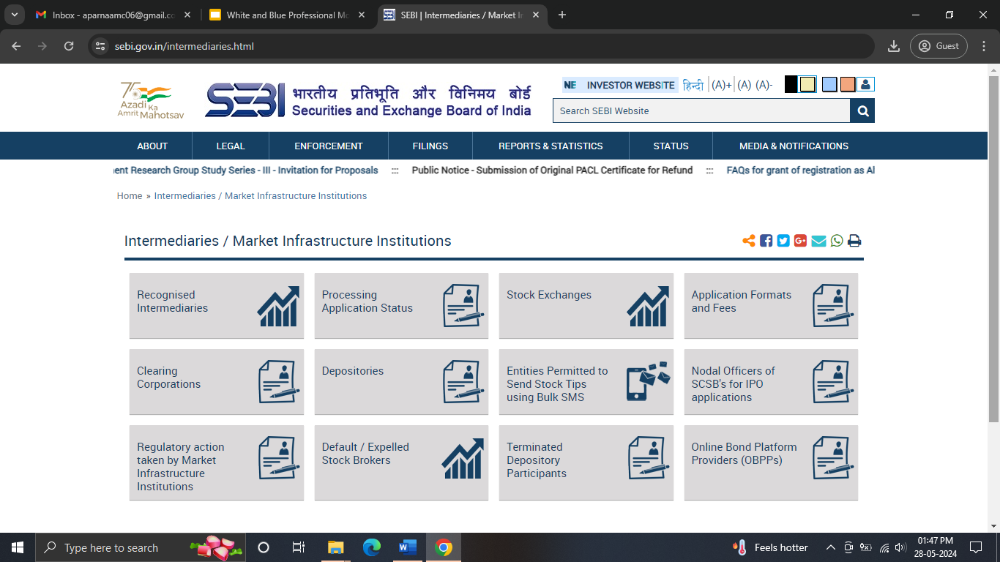 Inbox - aparnaamc06@gmail.co
White and Blue Professional Mo
SEBI | Intermediaries / Market In
sebi.gov.in/intermediaries.html
Guest
75
Azadi Ka
Amrit Mahotsav
SEBI
भारतीय प्रतिभूति और विनिमय बोर्ड
Securities and Exchange Board of India
NE INVESTOR WEBSITE हिन्दी (A)+ (A) (A)-
Search SEBI Website
ABOUT LEGAL ENFORCEMENT FILINGS REPORTS & STATISTICS STATUS MEDIA & NOTIFICATIONS
ent Research Group Study Series - III - Invitation for Proposals ::: Public Notice - Submission of Original PACL Certificate for Refund ::: FAQs for grant of registration as Al
Home » Intermediaries / Market Infrastructure Institutions
Intermediaries / Market Infrastructure Institutions
Recognised
Intermediaries
Processing
Application Status
Stock Exchanges
Application Formats
and Fees
Clearing
Corporations
Depositories
Entities Permitted to
Send Stock Tips
using Bulk SMS
Nodal Officers of
SCSB's for IPO
applications
Regulatory action
taken by Market
Infrastructure
Institutions
Default / Expelled
Stock Brokers
Terminated
Depository
Participants
Online Bond Platform
Providers (OBPPs)
Type here to search
Feels hotter
01:47 PM
28-05-2024